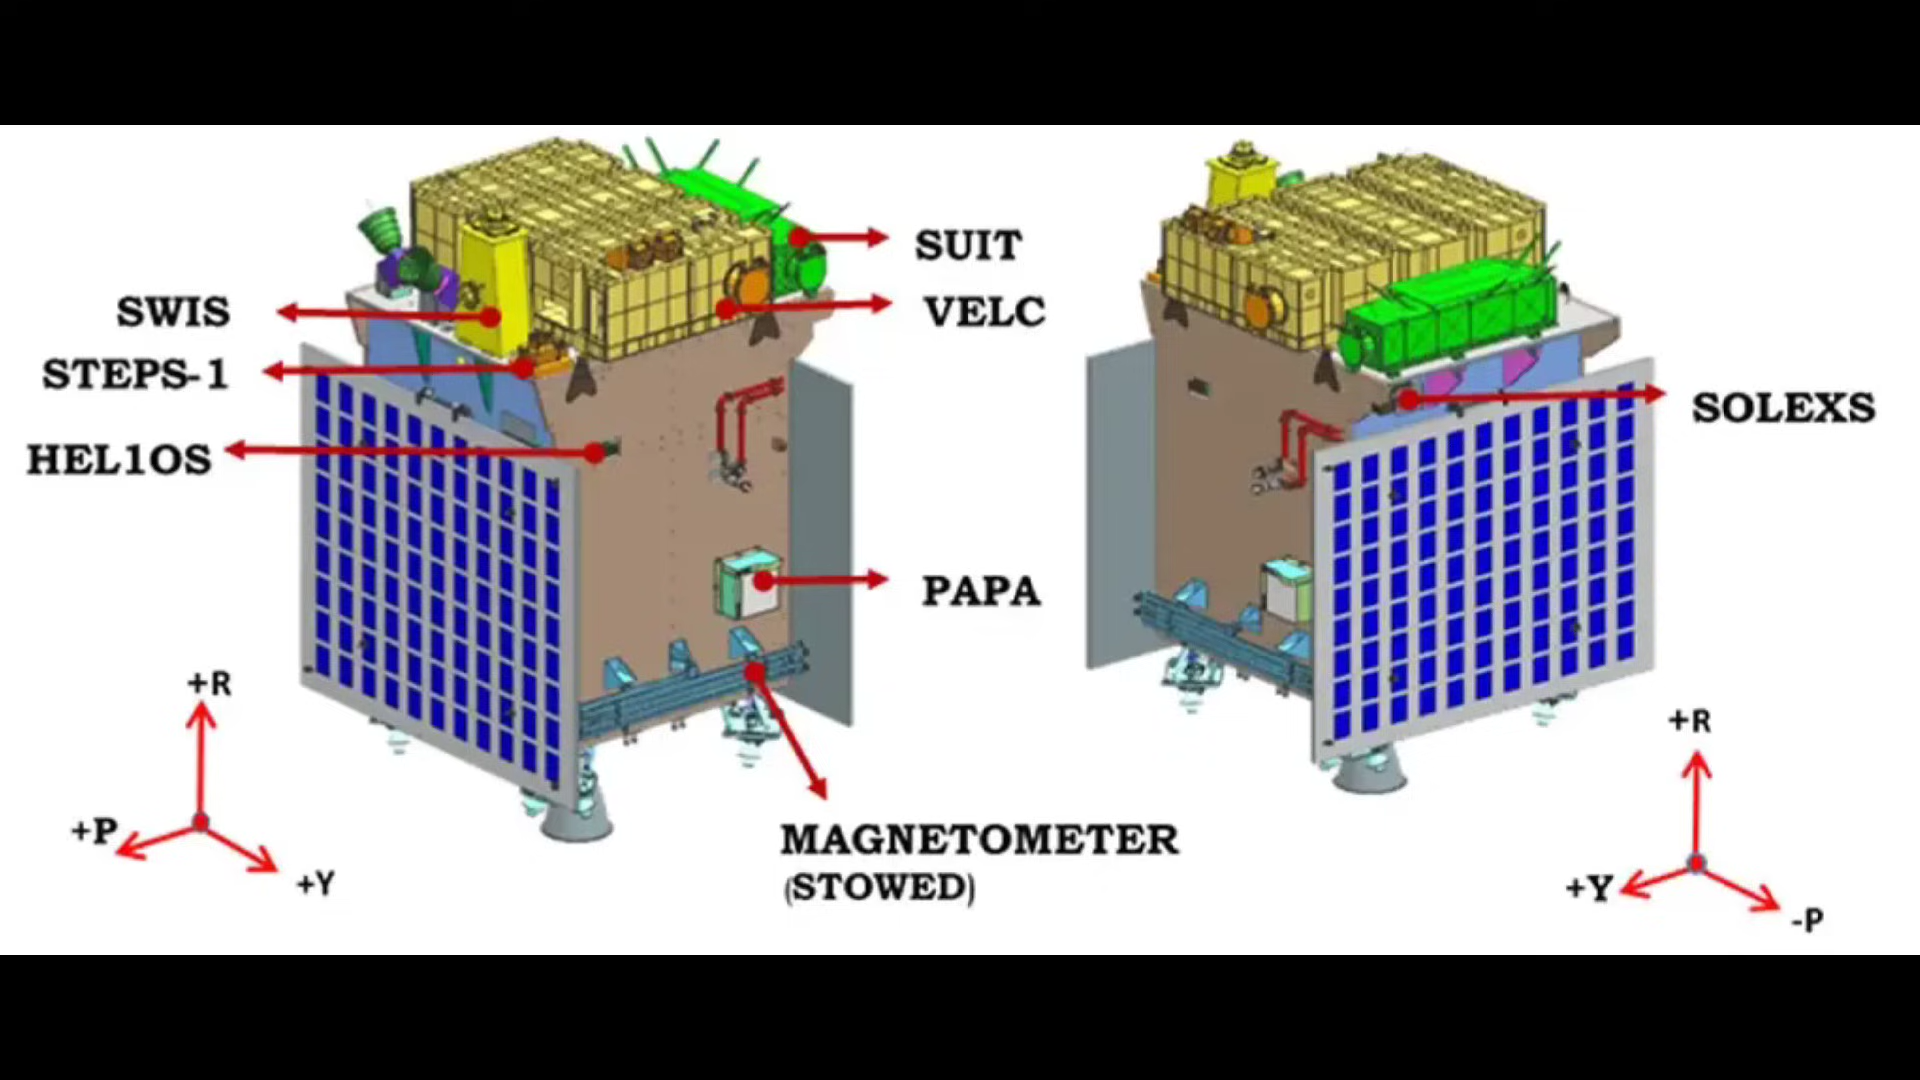 SUIT
SWIS
VELC
STEPS-1
SOLEXS
HEL1OS
PAPA
+R
+P
+Y
MAGNETOMETER
(STOWED)
+R
+Y
-P